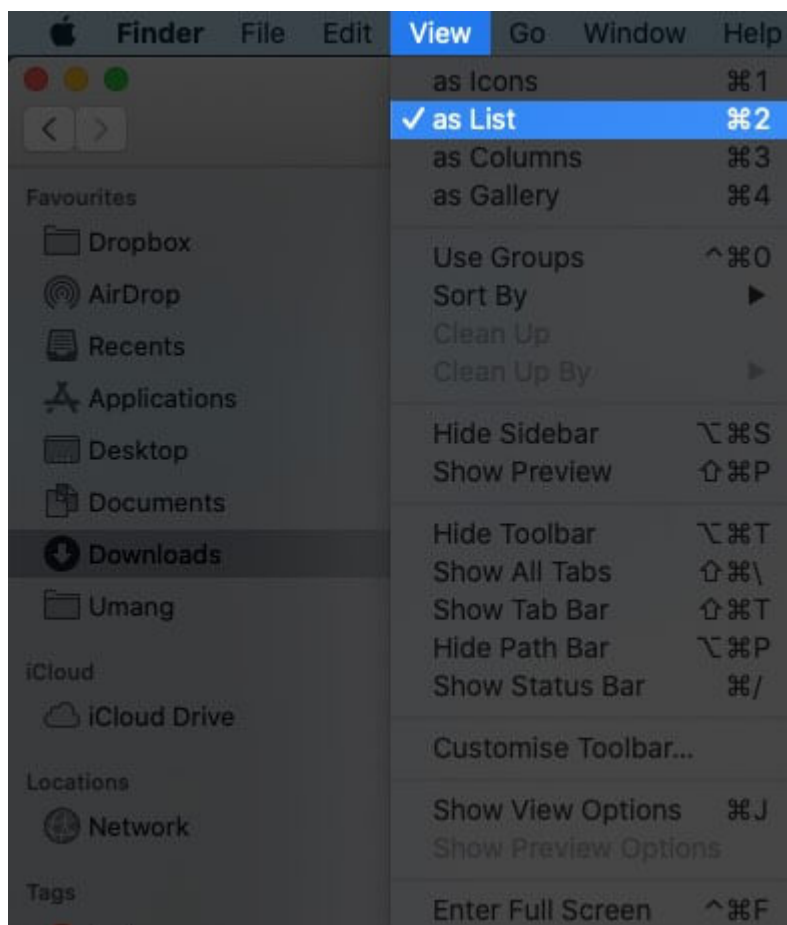 Finder File Edit View Go Window Help
as Icons ⌘1
✓ as List ⌘2
as Columns ⌘3
as Gallery ⌘4
Use Groups ^⌘0
Sort By ▶
Clean Up
Clean Up By ▶
Hide Sidebar ⌥⌘S
Show Preview ⇧⌘P
Hide Toolbar ⌥⌘T
Show All Tabs ⇧⌘\
Show Tab Bar ⇧⌘T
Hide Path Bar ⌥⌘P
Show Status Bar ⌘/
Customise Toolbar...
Show View Options ⌘J
Show Preview Options
Enter Full Screen ^⌘F
Favourites
Dropbox
AirDrop
Recents
Applications
Desktop
Documents
Downloads
Umang
iCloud
iCloud Drive
Locations
Network
Tags